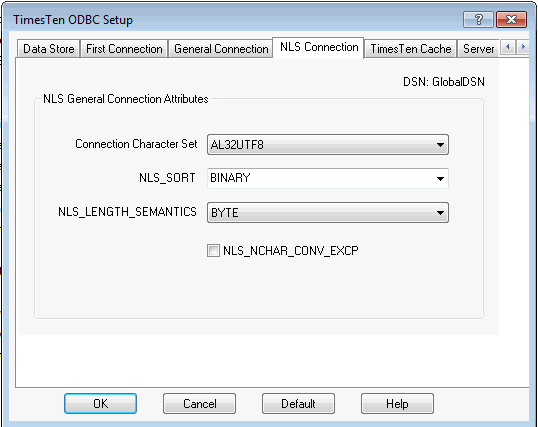 TimesTen ODBC Setup
?
Data Store First Connection General Connection NLS Connection TimesTen Cache Server
DSN: GlobalDSN
NLS General Connection Attributes
Connection Character Set AL32UTF8
NLS_SORT BINARY
NLS_LENGTH_SEMANTICS BYTE
NLS_NCHAR_CONV_EXCP
OK Cancel Default Help